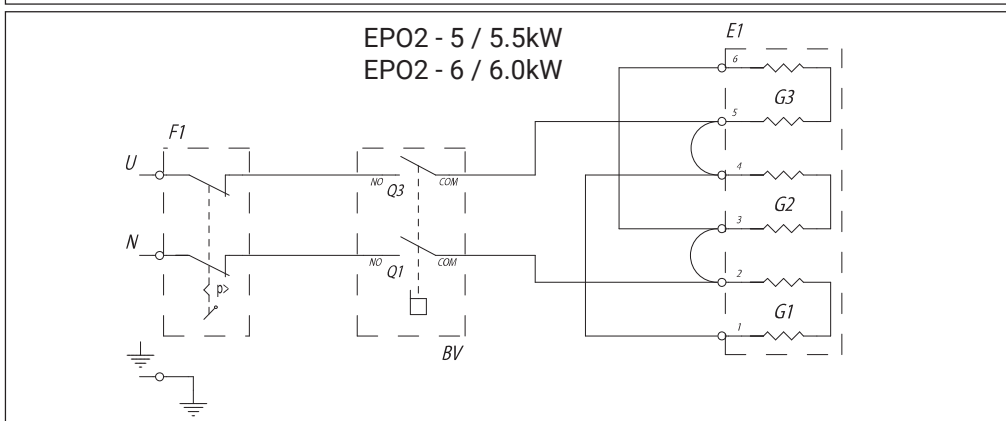 EPO2 - 5 / 5.5kW
EPO2 - 6 / 6.0kW
E1
6
G3
5
F1
U
NO
Q3
COM
4
G2
3
N
NO
Q1
COM
2
p>
G1
1
BV